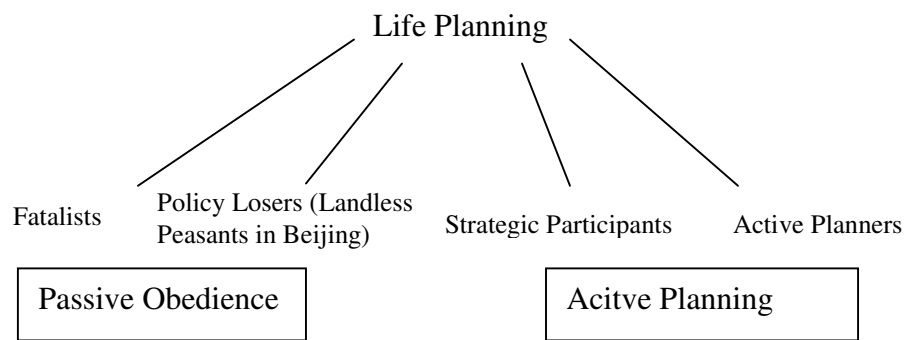 Life Planning
Fatalists
Policy Losers (Landless
Peasants in Beijing)
Strategic Participants
Active Planners
Passive Obedience
Acitve Planning